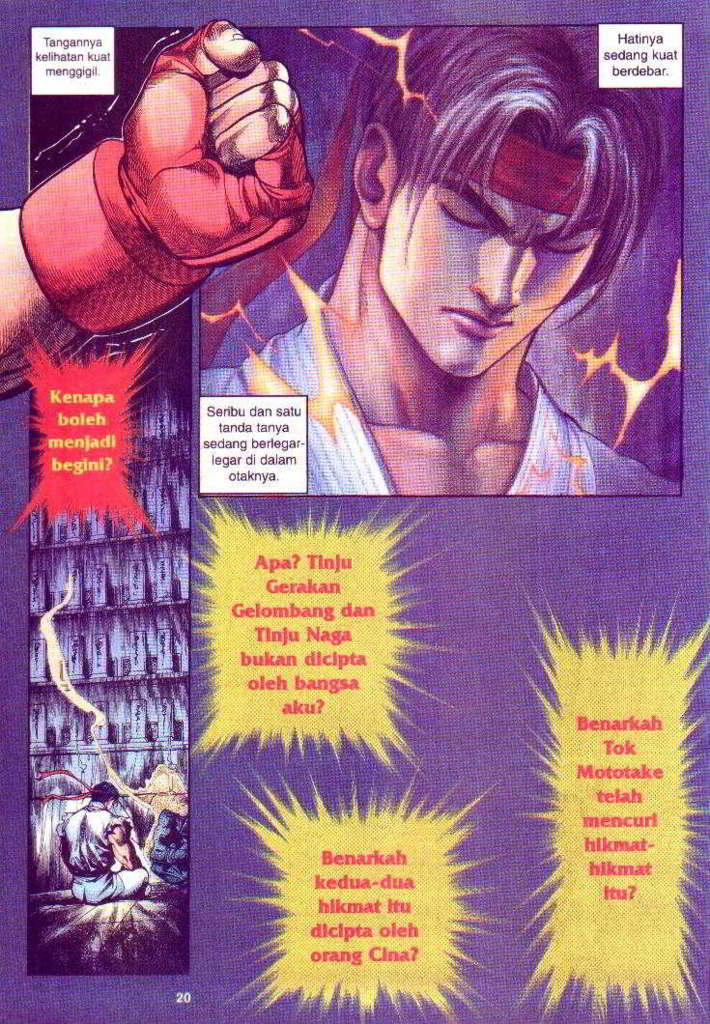 Tangannya
kelihatan kuat
menggigil.
Hatinya
sedang kuat
berdebar.
Seribu dan satu
tanda tanya
sedang berlegar-
legar di dalam
otaknya.
Kenapa
boleh
menjadi
begini?
Apa? Tinju
Gerakan
Gelombang dan
Tinju Naga
bukan dicipta
oleh bangsa
aku?
Benarkah
Tok
Mototake
telah
mencuri
hikmat-
hikmat
itu?
Benarkah
kedua-dua
hikmat itu
dicipta oleh
orang Cina?
20